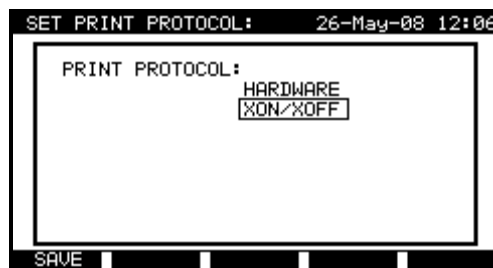 SET PRINT PROTOCOL: 26-May-08 12:06
PRINT PROTOCOL:
HARDWARE
XON/XOFF
SAVE